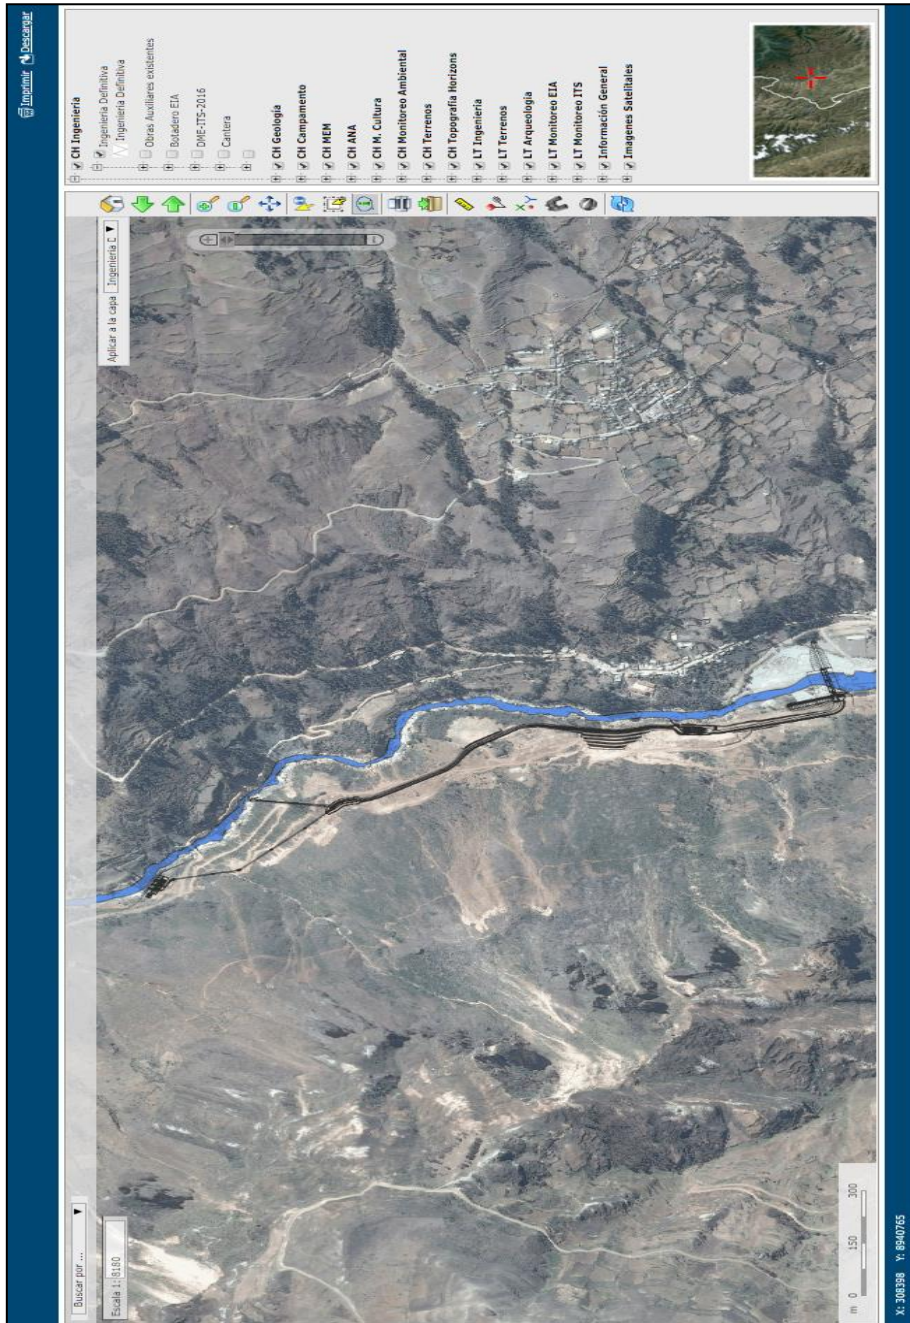 Imprimir Descargar
Buscar por ...
Escala 1: 8180
Aplicar a la capa Ingeniería D
CH Ingeniería
Ingeniería Definitiva
Ingeniería Definitiva
Obras Auxiliares existentes
Botadero EIA
DME-ITS-2016
Cantera
CH Geología
CH Campamento
CH MEM
CH ANA
CH M. Cultura
CH Monitoreo Ambiental
CH Terrenos
CH Topografía Horizons
LT Ingeniería
LT Terrenos
LT Arqueología
LT Monitoreo EIA
LT Monitoreo ITS
Información General
Imagenes Satelitales
m 0 150 300
X: 308398 Y: 8940765